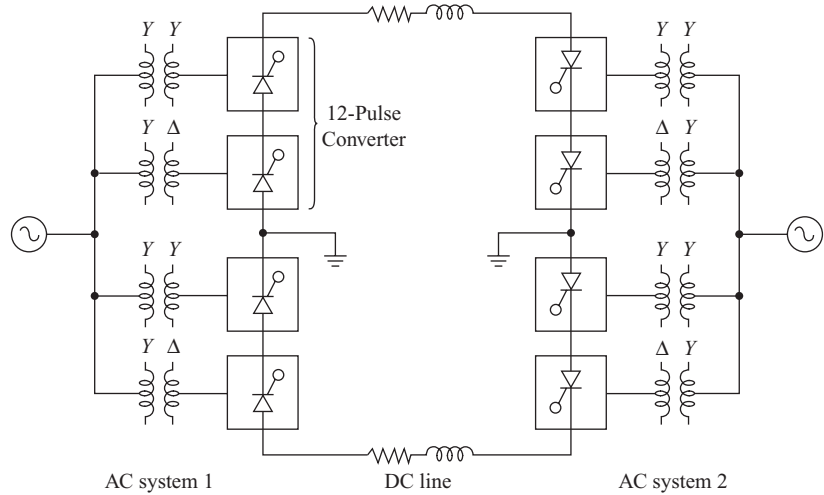 Y Y
Y Δ
Y Y
Y Δ
12-Pulse
Converter
Y Y
Δ Y
Y Y
Δ Y
AC system 1
DC line
AC system 2